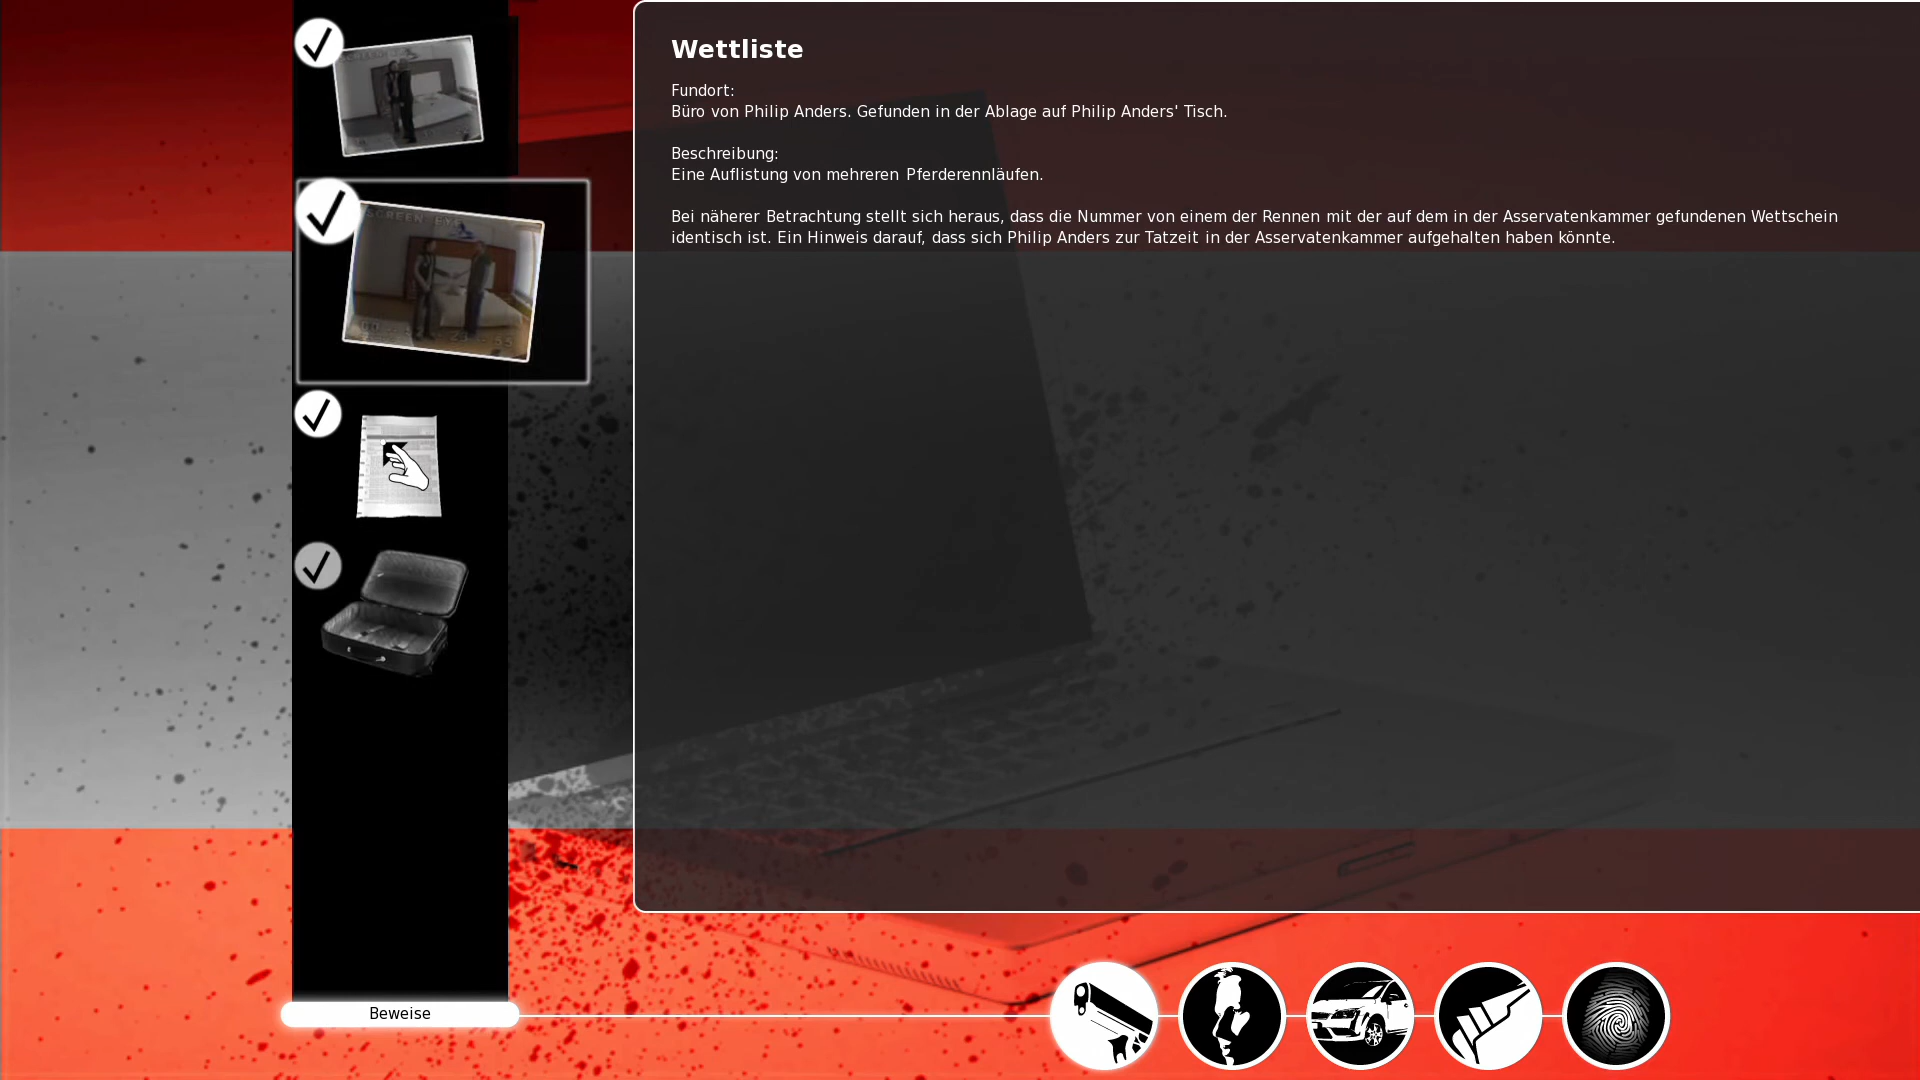 Wettliste
Fundort:
Büro von Philip Anders. Gefunden in der Ablage auf Philip Anders' Tisch.
Beschreibung:
Eine Auflistung von mehreren Pferderennläufen.
Bei näherer Betrachtung stellt sich heraus, dass die Nummer von einem der Rennen mit der auf dem in der Asservatenkammer gefundenen Wettschein
identisch ist. Ein Hinweis darauf, dass sich Philip Anders zur Tatzeit in der Asservatenkammer aufgehalten haben könnte.
SCREEN EYE
Beweise